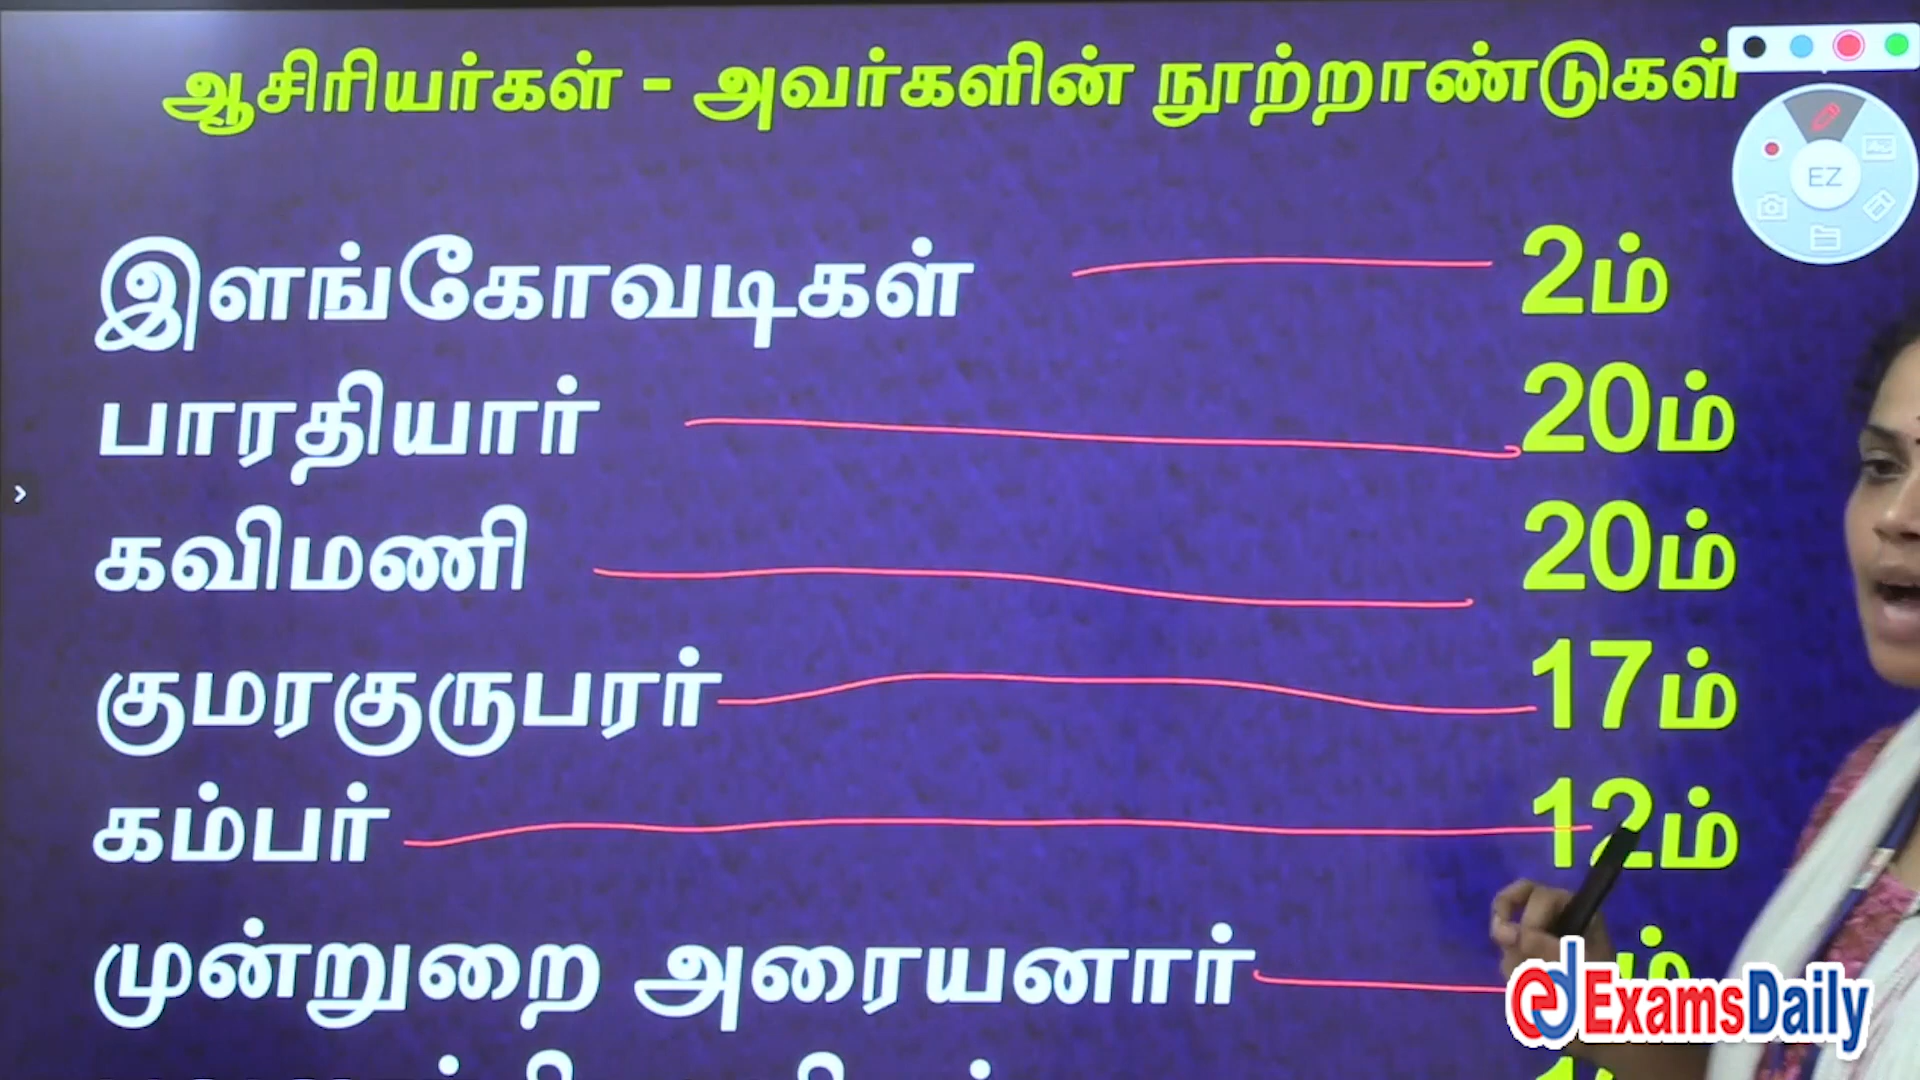 ஆசிரியர்கள் - அவர்களின் நூற்றாண்டுகள்
EZ
இளங்கோவடிகள் 2ம்
பாரதியார் 20ம்
கவிமணி 20ம்
குமரகுருபரர் 17ம்
கம்பர் 12ம்
முன்றுறை அரையனார் ம்
ExamsDaily